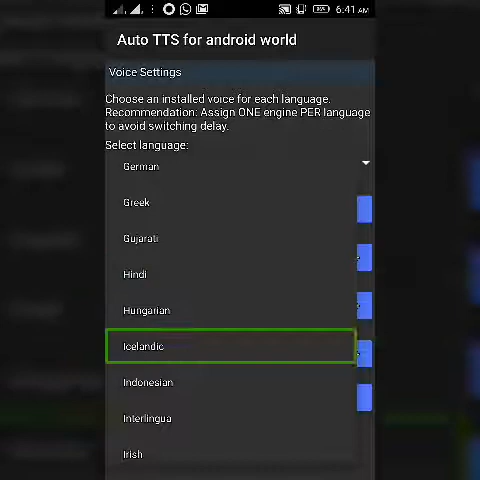 6:41 AM
Auto TTS for android world
Voice Settings
Choose an installed voice for each language.
Recommendation: Assign ONE engine PER language
to avoid switching delay.
Select language:
German
Greek
Gujarati
Hindi
Hungarian
Icelandic
Indonesian
Interlingua
Irish